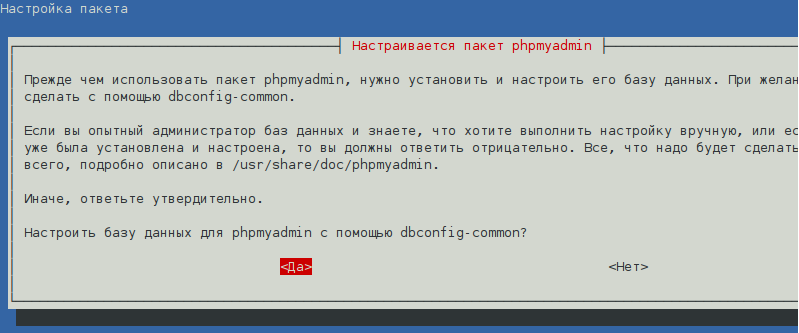 Настройка пакета
Настраивается пакет phpmyadmin
Прежде чем использовать пакет phpmyadmin, нужно установить и настроить его базу данных. При желан
сделать с помощью dbconfig-common.
Если вы опытный администратор баз данных и знаете, что хотите выполнить настройку вручную, или ес
уже была установлена и настроена, то вы должны ответить отрицательно. Все, что надо будет сделать
всего, подробно описано в /usr/share/doc/phpmyadmin.
Иначе, ответьте утвердительно.
Настроить базу данных для phpmyadmin с помощью dbconfig-common?
<Да> <Нет>